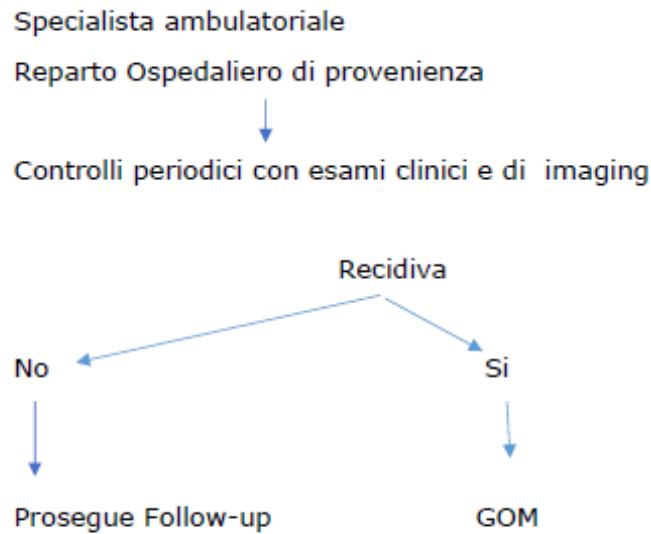 Specialista ambulatoriale
Reparto Ospedaliero di provenienza
Controlli periodici con esami clinici e di imaging
Recidiva
No
Si
Prosegue Follow-up
GOM